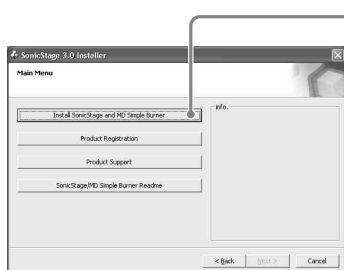 SonicStage 3.0 Installer
Main Menu
Install SonicStage and MD Simple Burner
info.
Product Registration
Product Support
SonicStage/MD Simple Burner Readme
< Back
Next >
Cancel